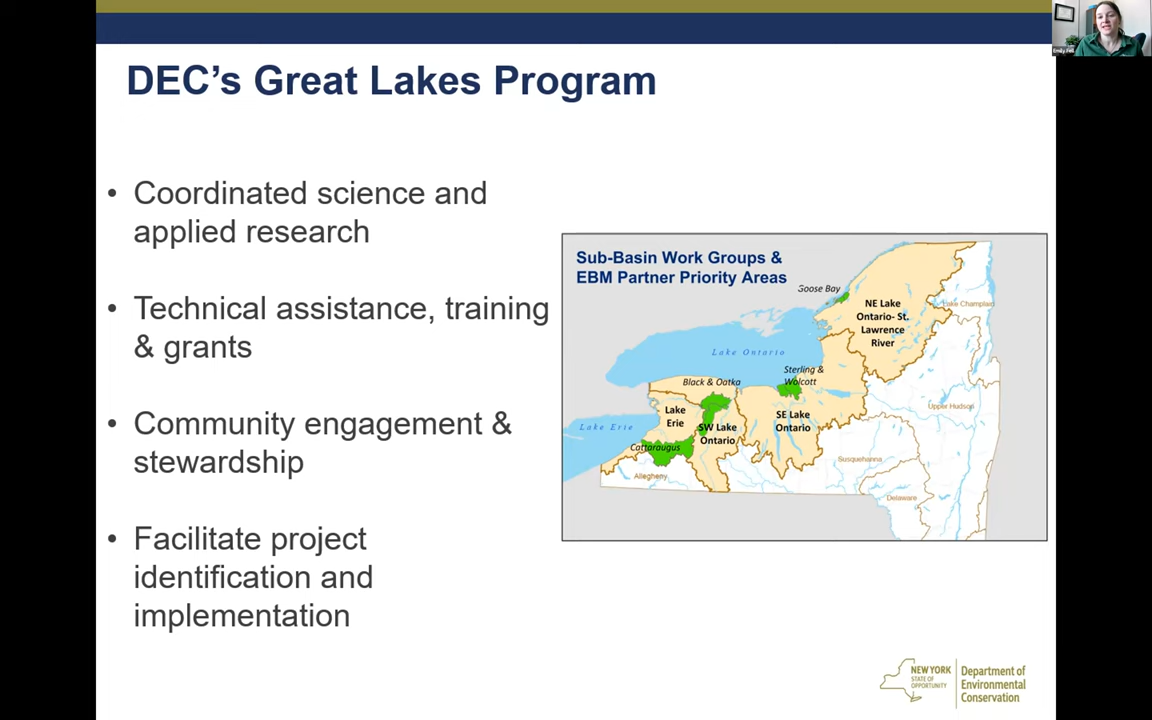 Emily Fell
DEC's Great Lakes Program
• Coordinated science and
applied research
• Technical assistance, training
& grants
• Community engagement &
stewardship
• Facilitate project
identification and
implementation
Sub-Basin Work Groups &
EBM Partner Priority Areas
Goose Bay
NE Lake
Ontario- St.
Lawrence
River
Lake Champlain
Lake Ontario
Sterling &
Wolcott
Black & Oatka
Lake
Erie
SW Lake
Ontario
SE Lake
Ontario
Upper Hudson
Lake Erie
Cattaraugus
Allegheny
Susquehanna
Delaware
NEW YORK
STATE OF
OPPORTUNITY
Department of
Environmental
Conservation